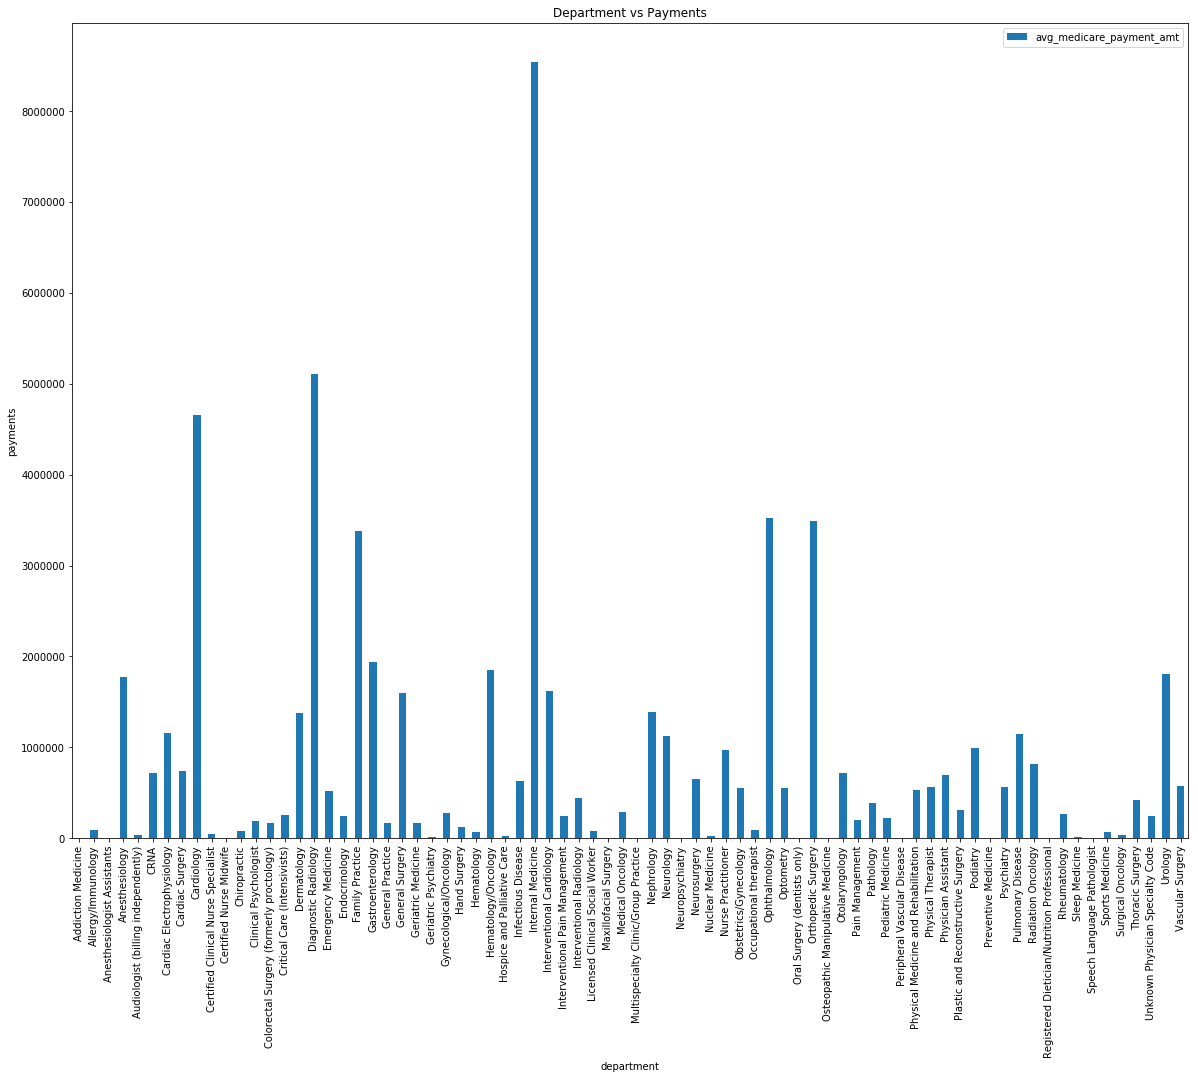 Department vs Payments
avg_medicare_payment_amt
8000000
7000000
6000000
5000000
4000000
3000000
2000000
1000000
0
payments
Addiction Medicine
Allergy/Immunology
Anesthesiologist Assistants
Anesthesiology
Audiologist (billing independently)
CRNA
Cardiac Electrophysiology
Cardiac Surgery
Cardiology
Certified Clinical Nurse Specialist
Certified Nurse Midwife
Chiropractic
Clinical Psychologist
Colorectal Surgery (formerly proctology)
Critical Care (Intensivists)
Dermatology
Diagnostic Radiology
Emergency Medicine
Endocrinology
Family Practice
Gastroenterology
General Practice
General Surgery
Geriatric Medicine
Geriatric Psychiatry
Gynecological/Oncology
Hand Surgery
Hematology
Hematology/Oncology
Hospice and Palliative Care
Infectious Disease
Internal Medicine
Interventional Cardiology
Interventional Pain Management
Interventional Radiology
Licensed Clinical Social Worker
Maxillofacial Surgery
Medical Oncology
Multispecialty Clinic/Group Practice
Nephrology
Neurology
Neuropsychiatry
Neurosurgery
Nuclear Medicine
Nurse Practitioner
Obstetrics/Gynecology
Occupational therapist
Ophthalmology
Optometry
Oral Surgery (dentists only)
Orthopedic Surgery
Osteopathic Manipulative Medicine
Otolaryngology
Pain Management
Pathology
Pediatric Medicine
Peripheral Vascular Disease
Physical Medicine and Rehabilitation
Physical Therapist
Physician Assistant
Plastic and Reconstructive Surgery
Podiatry
Preventive Medicine
Psychiatry
Pulmonary Disease
Radiation Oncology
Registered Dietician/Nutrition Professional
Rheumatology
Sleep Medicine
Speech Language Pathologist
Sports Medicine
Surgical Oncology
Thoracic Surgery
Unknown Physician Specialty Code
Urology
Vascular Surgery
department